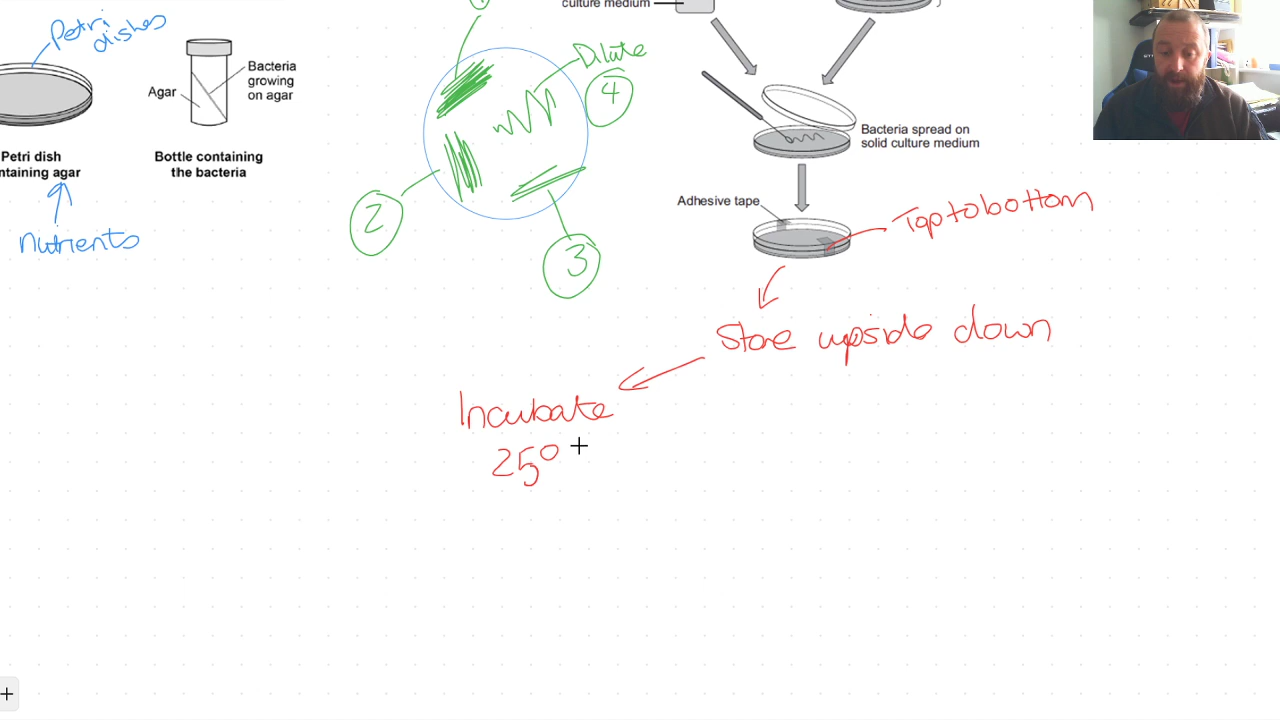 culture medium
Petri
dishes
Agar
Bacteria
growing
on agar
Petri dish
ntaining agar
Bottle containing
the bacteria
nutrients
Dilute
4
2
3
Bacteria spread on
solid culture medium
Adhesive tape
Top to bottom
Store upside down
Incubate
25°